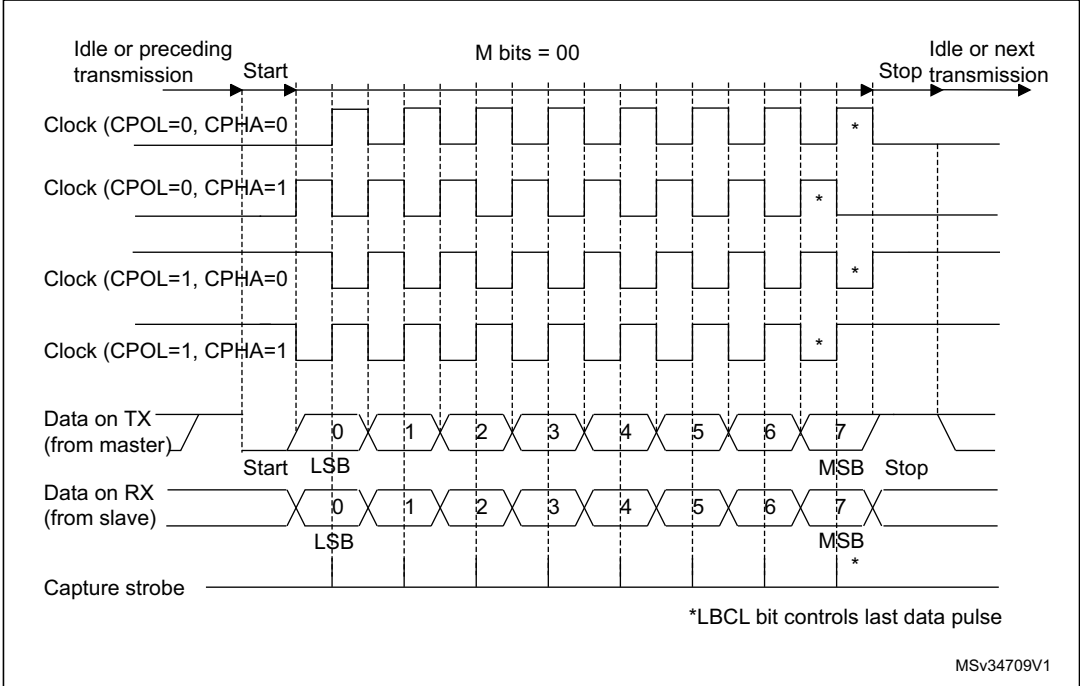 Idle or preceding
transmission
Start
M bits = 00
Stop
Idle or next
transmission
Clock (CPOL=0, CPHA=0
*
Clock (CPOL=0, CPHA=1
*
Clock (CPOL=1, CPHA=0
*
Clock (CPOL=1, CPHA=1
*
Data on TX
(from master)
0 1 2 3 4 5 6 7
Start LSB MSB Stop
Data on RX
(from slave)
0 1 2 3 4 5 6 7
LSB MSB
*
Capture strobe
*LBCL bit controls last data pulse
MSv34709V1